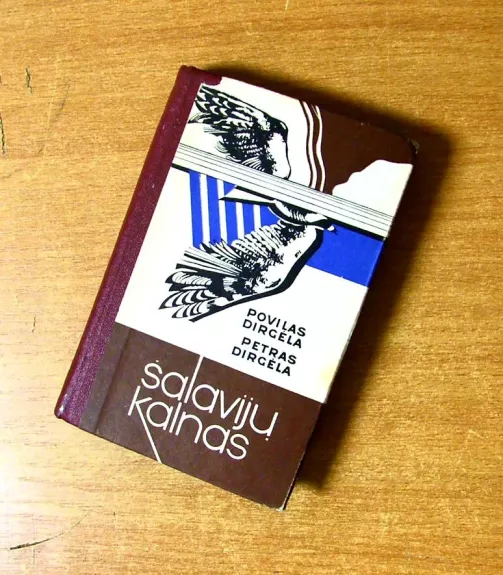 POVILAS
DIRGĖLA
PETRAS
DIRGĖLA
šalavijų
kalnas